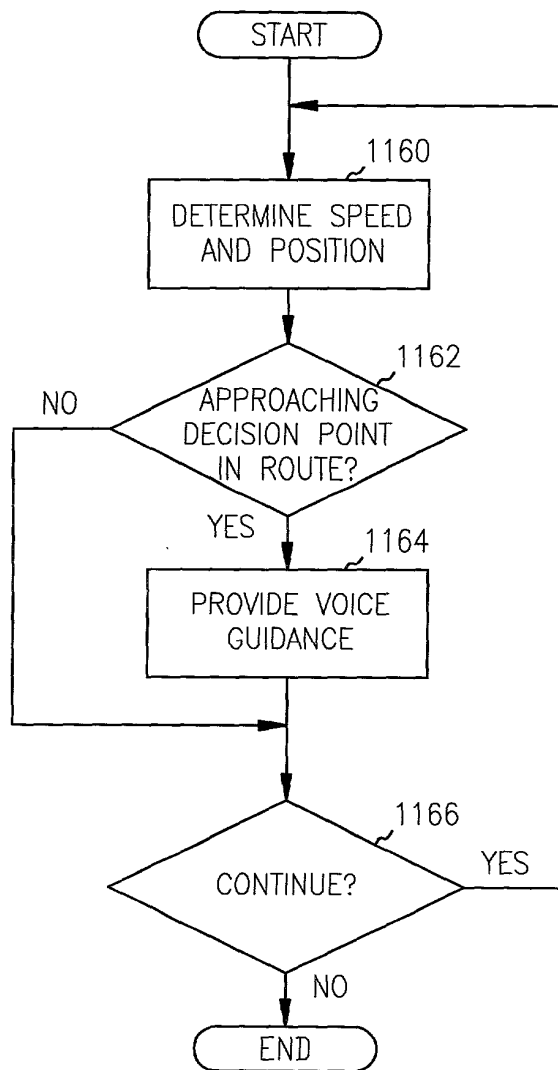 START
1160
DETERMINE SPEED
AND POSITION
1162
NO
APPROACHING
DECISION POINT
IN ROUTE?
YES
1164
PROVIDE VOICE
GUIDANCE
1166
CONTINUE?
YES
NO
END